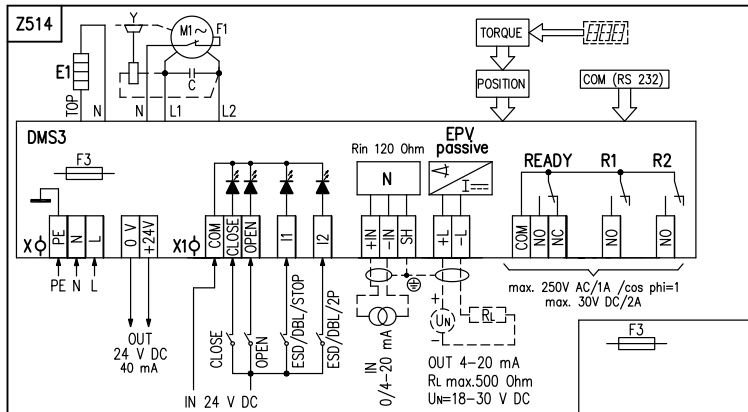 Z514
Y
M1~
F1
TORQUE
E1
POSITION
COM (RS 232)
C
TOP
N
N
L1
L2
DMS3
EPV
passive
Rin 120 Ohm
READY
R1
R2
F3
N
I
X
PE
N
L
0 V
+24V
X1
COM
CLOSE
OPEN
I1
I2
+IN
-IN
SH
+L
-L
COM
NO
NC
NO
NO
PE N L
max. 250V AC/1A /cos phi=1
max. 30V DC/2A
+
UN
-
RL
CLOSE
OPEN
ESD/DBL/STOP
ESD/DBL/2P
OUT
24 V DC
40 mA
IN 24 V DC
IN
0/4-20 mA
OUT 4-20 mA
RL max.500 Ohm
UN=18-30 V DC
F3